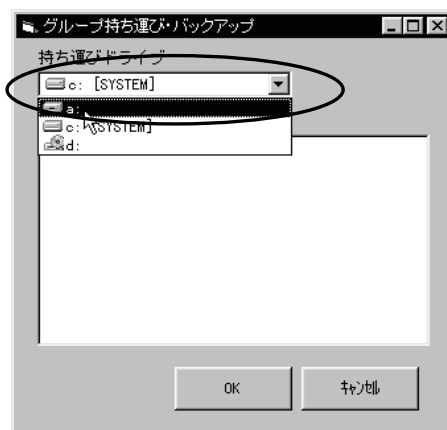 グループ持ち運び・バックアップ
持ち運びドライブ
c: [SYSTEM]
a:
c: [SYSTEM]
d:
OK
キャンセル